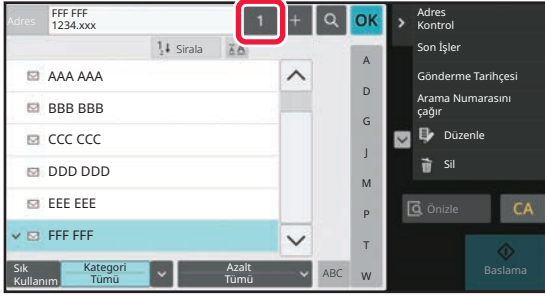 Adres
FFF FFF
1234.xxx
1
+
OK
Sirala
AAA AAA
BBB BBB
CCC CCC
DDD DDD
EEE EEE
FFF FFF
A
D
G
J
M
P
T
W
Sık
Kullanım
Kategori
Tümü
Azalt
Tümü
ABC
Adres
Kontrol
Son İşler
Gönderme Tarihçesi
Arama Numarasını
çağır
Düzenle
Sil
Önizle
CA
Baslama